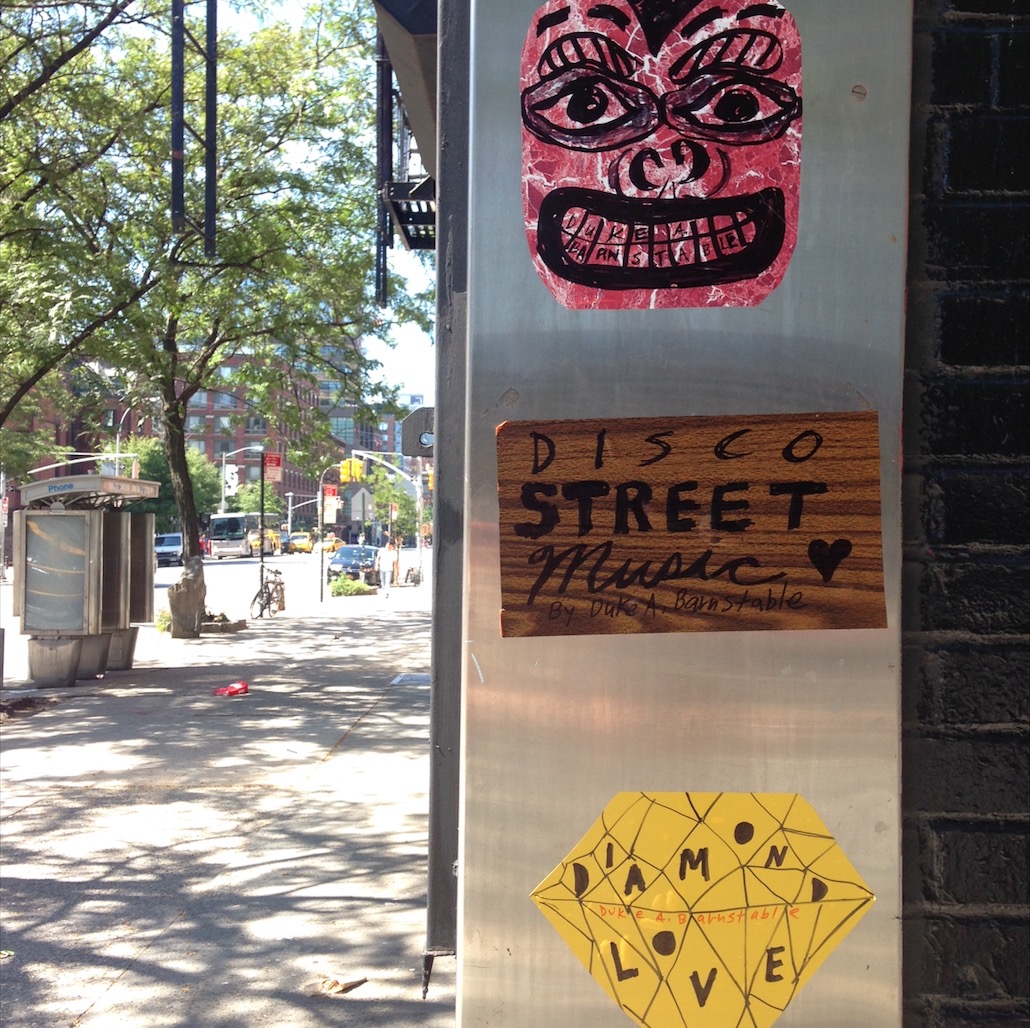 DUKE A.
BARNSTABLE
DISCO
STREET
Music ♥
By Duke A. Barnstable
Phone
DIAMOND
Duke A. Barnstable
LOVE